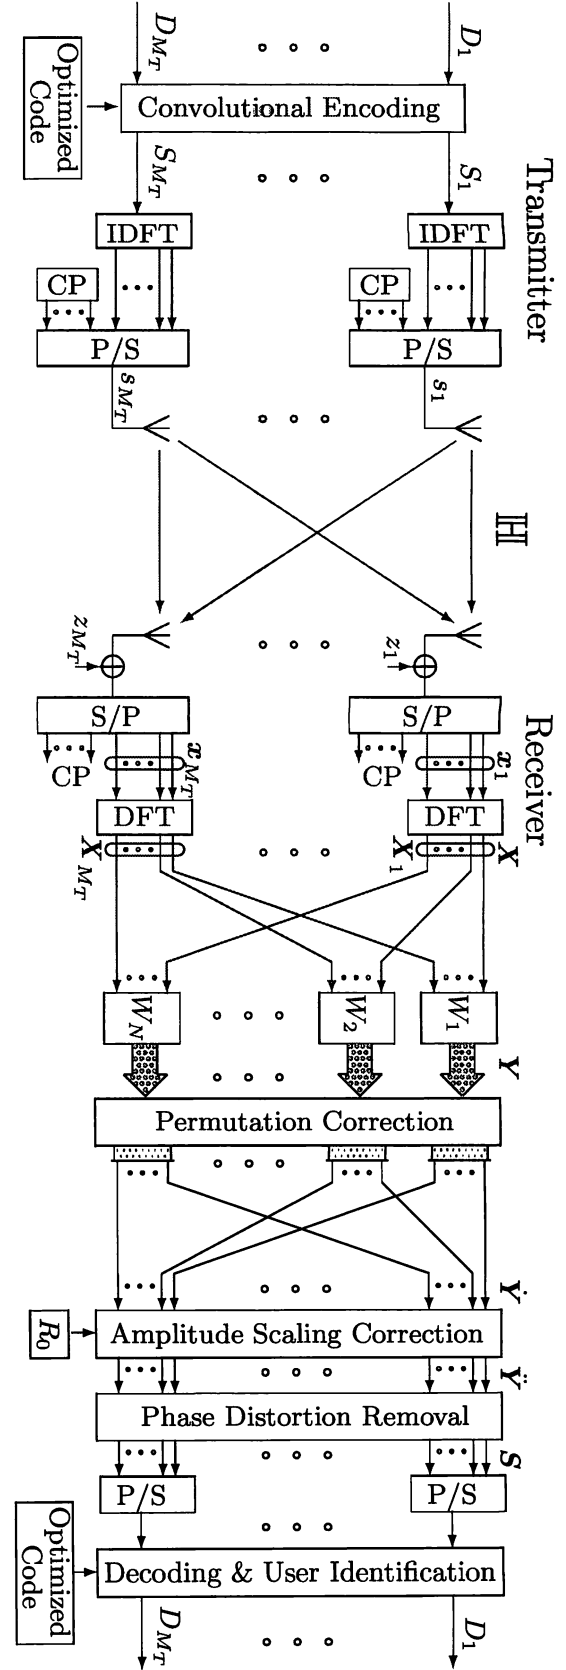 D_{M_T}
D_1
Optimized
Code
Convolutional Encoding
S_{M_T}
S_1
Transmitter
IDFT
IDFT
CP
CP
P/S
P/S
s_{M_T}
s_1
ℍ
z_{M_T}
z_1
S/P
S/P
Receiver
CP
x_{M_T}
CP
x_1
DFT
DFT
X_{M_T}
X_1
X
W_N
W_2
W_1
Y
Permutation Correction
Ẏ
R_0
Amplitude Scaling Correction
Ÿ
Phase Distortion Removal
S
P/S
P/S
Optimized
Code
Decoding & User Identification
D_{M_T}
D_1